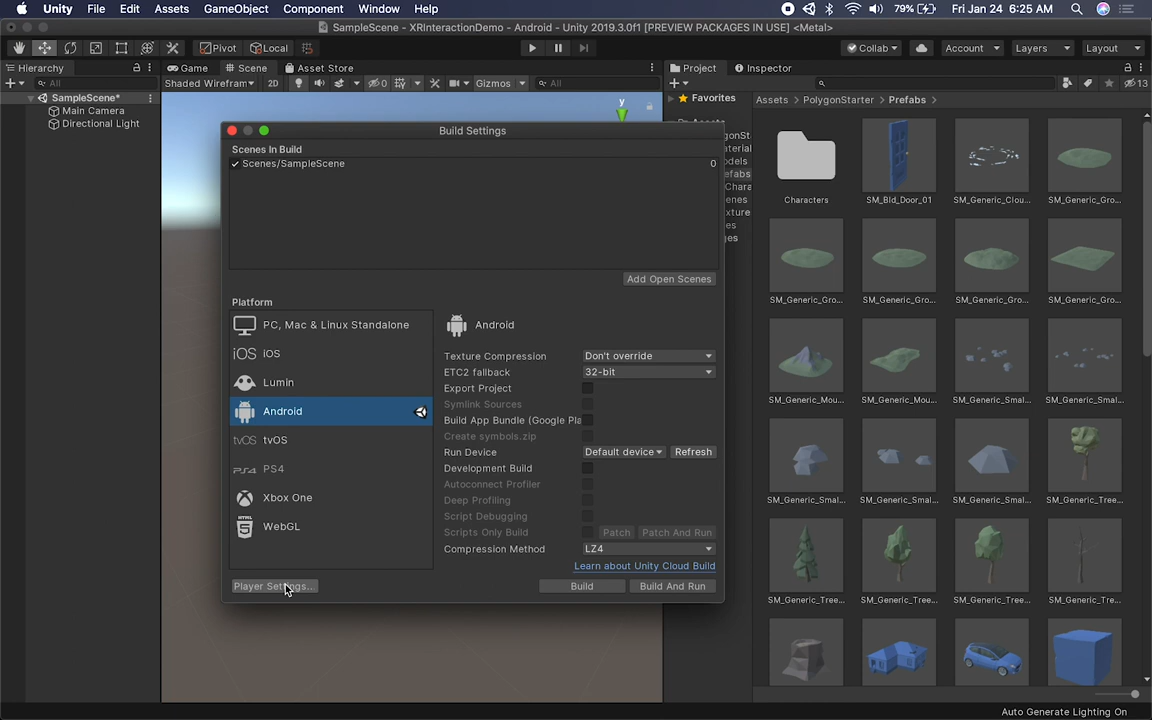 Unity File Edit Assets GameObject Component Window Help 79% Fri Jan 24 6:25 AM
SampleScene - XRInteractionDemo - Android - Unity 2019.3.0f1 [PREVIEW PACKAGES IN USE] <Metal>
Pivot Local Collab Account Layers Layout
Hierarchy Game Scene Asset Store Project Inspector
All Shaded Wirefram 2D 0 Gizmos All 13
SampleScene* Favorites Assets > PolygonStarter > Prefabs >
Main Camera
Directional Light
y
Build Settings
Scenes In Build
Scenes/SampleScene 0
Add Open Scenes
Platform
PC, Mac & Linux Standalone
iOS iOS
Lumin
Android
tvOS tvOS
PS4
Xbox One
HTML 5 WebGL
Player Settings...
Android
Texture Compression Don't override
ETC2 fallback 32-bit
Export Project
Symlink Sources
Build App Bundle (Google Pla
Create symbols.zip
Run Device Default device Refresh
Development Build
Autoconnect Profiler
Deep Profiling
Script Debugging
Scripts Only Build Patch Patch And Run
Compression Method LZ4
Learn about Unity Cloud Build
Build Build And Run
Characters SM_Bld_Door_01 SM_Generic_Clou... SM_Generic_Gro...
SM_Generic_Gro... SM_Generic_Gro... SM_Generic_Gro... SM_Generic_Gro...
SM_Generic_Mou... SM_Generic_Mou... SM_Generic_Smal... SM_Generic_Smal...
SM_Generic_Smal... SM_Generic_Smal... SM_Generic_Smal... SM_Generic_Tree...
SM_Generic_Tree... SM_Generic_Tree... SM_Generic_Tree... SM_Generic_Tre...
Auto Generate Lighting On